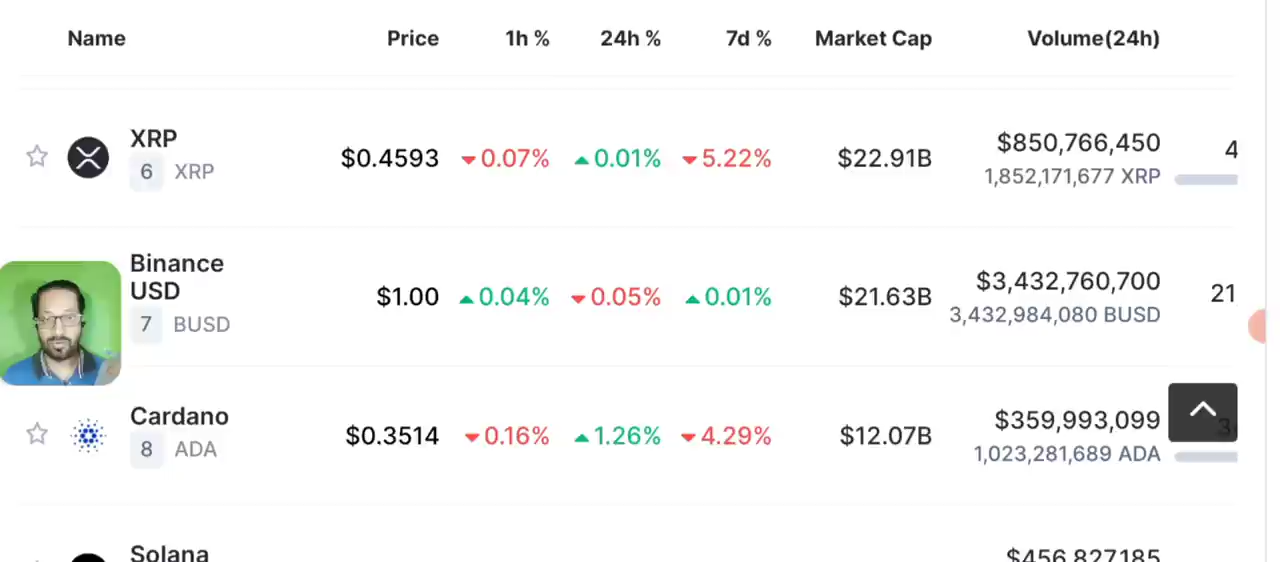 Name Price 1h % 24h % 7d % Market Cap Volume(24h)
XRP
6 XRP
$0.4593 0.07% 0.01% 5.22% $22.91B
$850,766,450
1,852,171,677 XRP
4
Binance
USD
7 BUSD
$1.00 0.04% 0.05% 0.01% $21.63B
$3,432,760,700
3,432,984,080 BUSD
21
Cardano
8 ADA
$0.3514 0.16% 1.26% 4.29% $12.07B
$359,993,099
1,023,281,689 ADA
3
Solana
$456,827,185